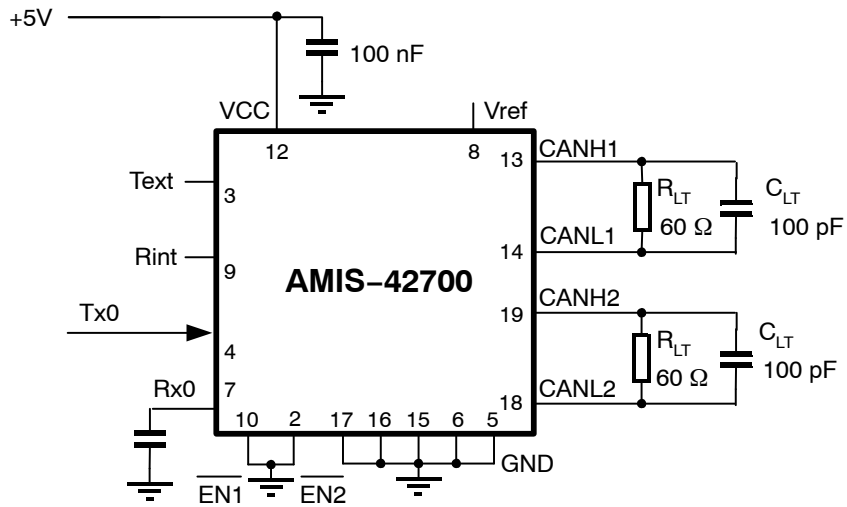 +5V
100 nF
VCC
Vref
12
8
13
CANH1
Text
3
R_LT
60 Ω
C_LT
100 pF
14
CANL1
Rint
9
AMIS−42700
19
CANH2
Tx0
4
R_LT
60 Ω
C_LT
100 pF
Rx0
7
18
CANL2
10
2
17
16
15
6
5
GND
E̅N̅1̅
E̅N̅2̅